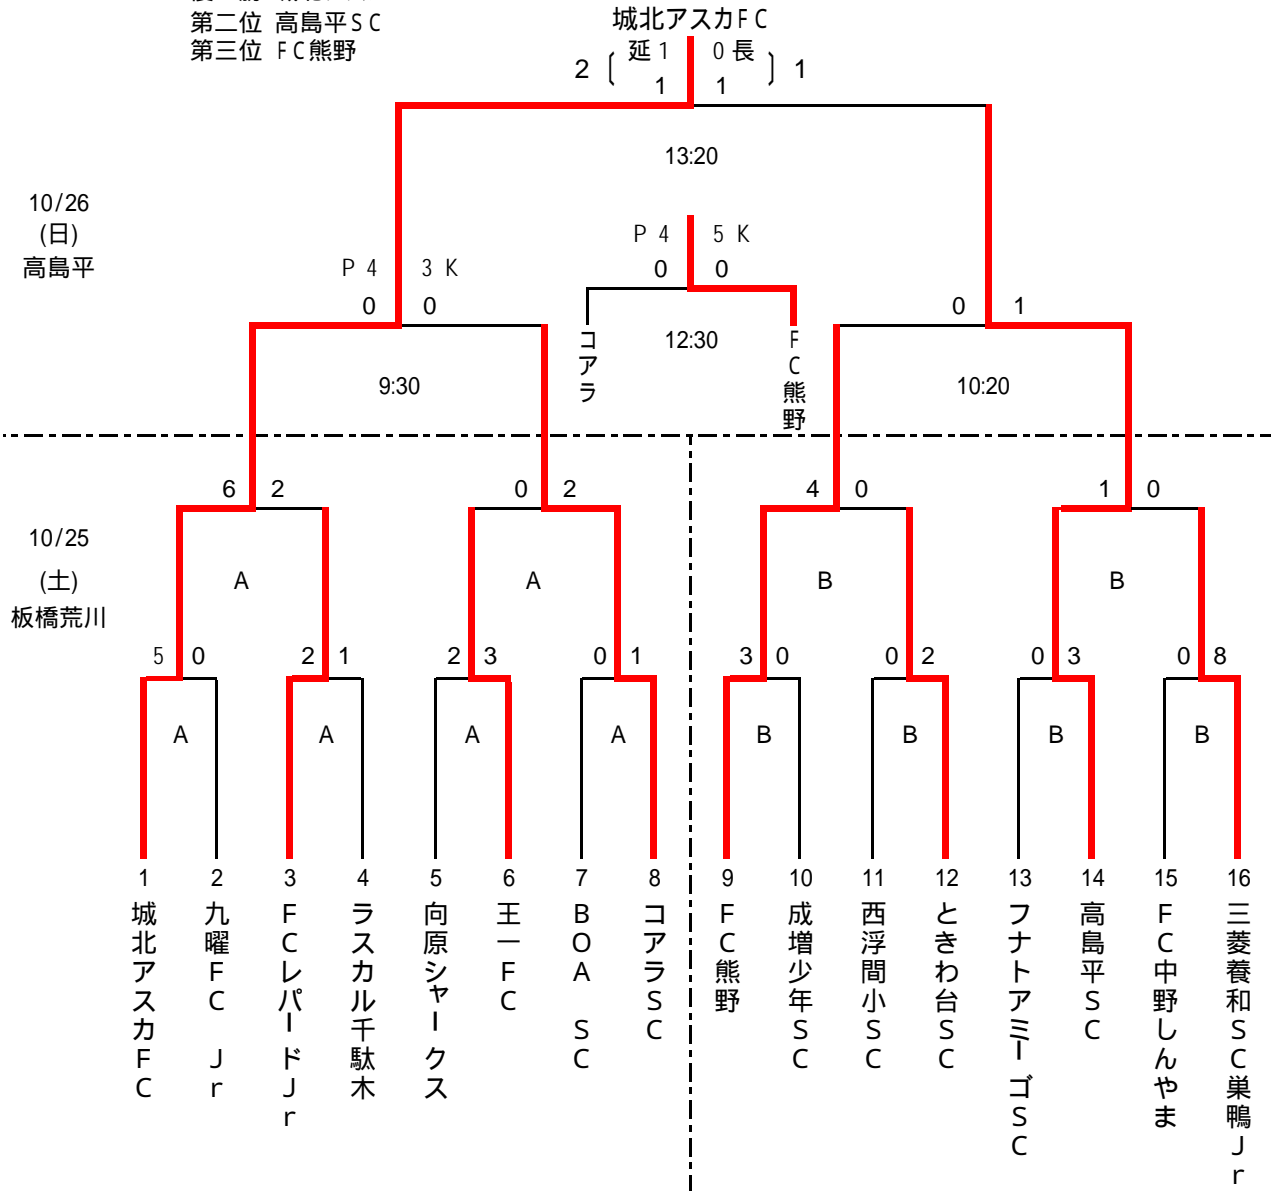 第二位 高島平SC
第三位 FC熊野
城北アスカFC
延 1 0 長
2 ( ) 1
1 1
13:20
10/26
(日)
高島平
P 4 5 K
0 0
P 4 3 K
0 0
0 1
コアラ
12:30
FC熊野
9:30
10:20
6 2
0 2
4 0
1 0
10/25
(土)
板橋荒川
A
A
B
B
5 0
2 1
2 3
0 1
3 0
0 2
0 3
0 8
A
A
A
A
B
B
B
B
1
2
3
4
5
6
7
8
9
10
11
12
13
14
15
16
城北アスカFC
九曜FC Jr
FCレパードJr
ラスカル千駄木
向原シャークス
王一FC
BOA SC
コアラSC
FC熊野
成増少年SC
西浮間小SC
ときわ台SC
フナトアミーゴSC
高島平SC
FC中野しんやま
三菱養和SC巣鴨Jr